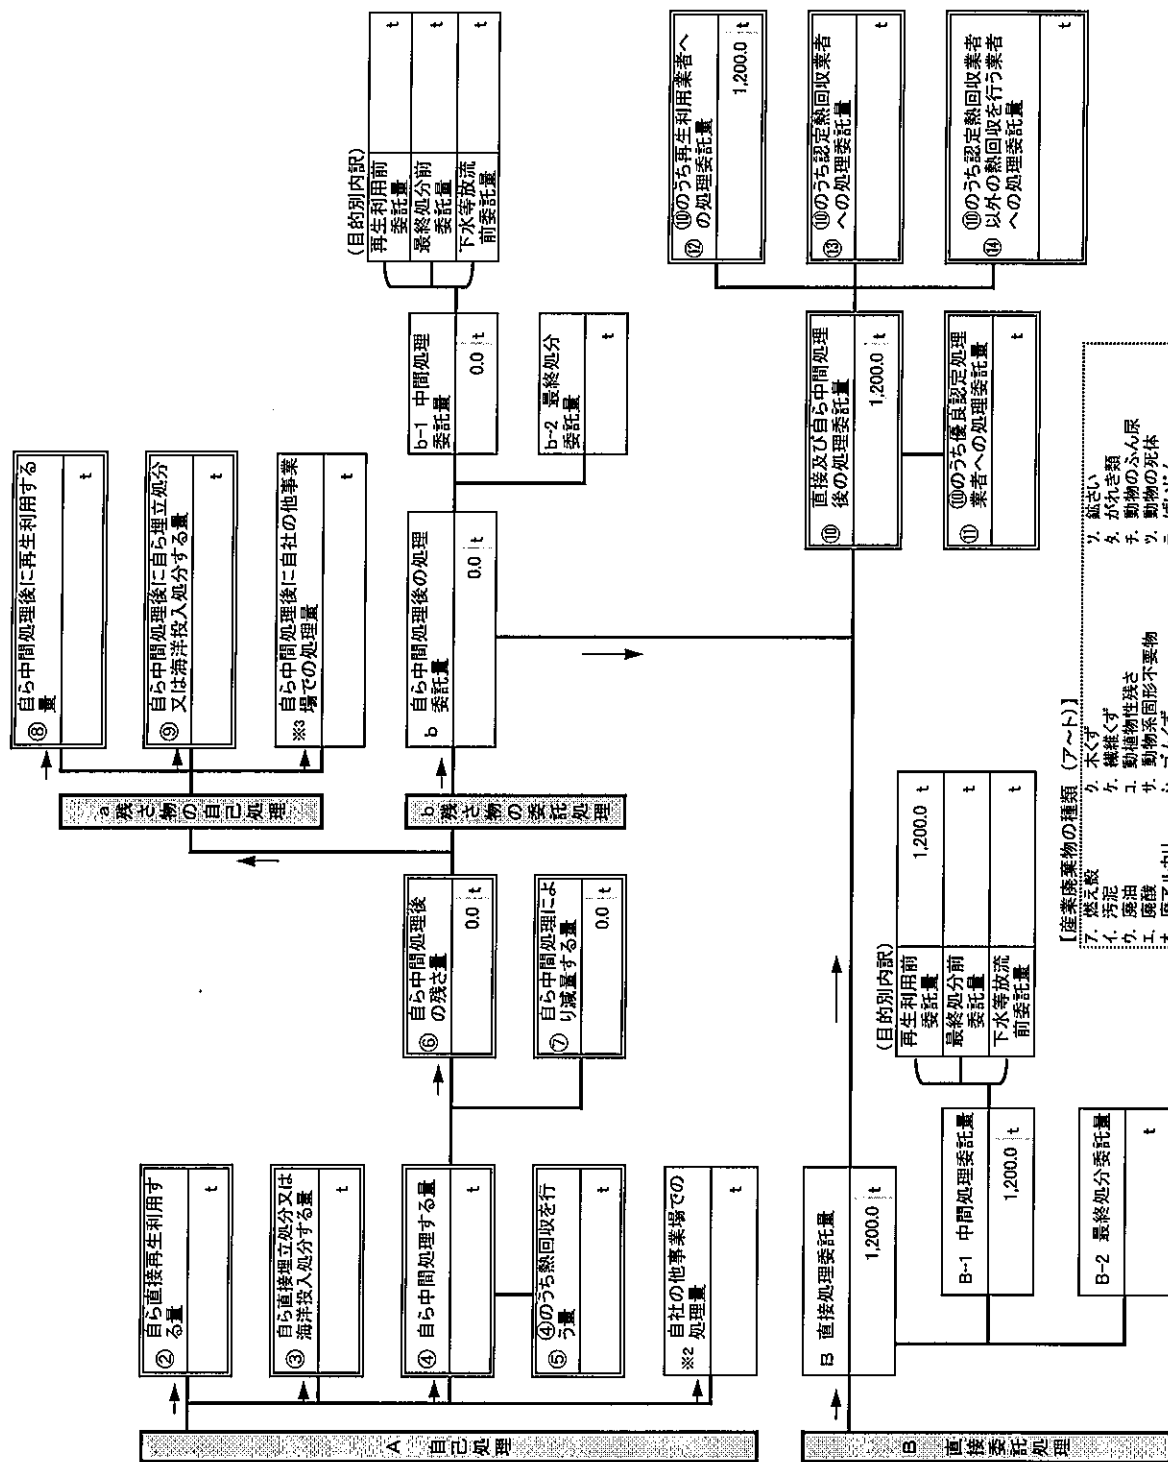 A 自己処理
② 自ら直接再生利用す
る量
t
③ 自ら直接埋立処分又は
海洋投入処分する量
t
④ 自ら中間処理する量
t
⑤ ④のうち熱回収を行
う量
t
※2 自社の他事業場での
処理量
t
⑥ 自ら中間処理後
の残さ量
0.0 t
⑦ 自ら中間処理によ
り減量する量
0.0 t
a 残さ物の自己処理
⑧ 自ら中間処理後に再生利用する
量
t
⑨ 自ら中間処理後に自ら埋立処分
又は海洋投入処分する量
t
※3 自ら中間処理後に自社の他事業
場での処理量
t
b 残さ物の委託処理
b 自ら中間処理後の処理
委託量
0.0 t
b-1 中間処理
委託量
0.0 t
b-2 最終処分
委託量
t
(目的別内訳)
再生利用前
委託量
t
最終処分前
委託量
t
下水等放流
前委託量
t
B 直接委託処理
B 直接処理委託量
1,200.0 t
B-1 中間処理委託量
1,200.0 t
B-2 最終処分委託量
t
(目的別内訳)
再生利用前
委託量
1,200.0 t
最終処分前
委託量
t
下水等放流
前委託量
t
⑩ 直接及び自ら中間処理
後の処理委託量
1,200.0 t
⑪ ⑩のうち優良認定処理
業者への処理委託量
t
⑫ ⑩のうち再生利用業者へ
の処理委託量
1,200.0 t
⑬ ⑩のうち認定熱回収業者
への処理委託量
t
⑭ ⑩のうち認定熱回収業者
以外の熱回収を行う業者
への処理委託量
t
【産業廃棄物の種類 (ア～ト)】
ア. 燃え殻
イ. 汚泥
ウ. 廃油
エ. 廃酸
オ. 廃アルカリ
ク. 木くず
ケ. 繊維くず
コ. 動植物性残さ
サ. 動物系固形不要物
シ. ゴムくず
ソ. 鉱さい
タ. がれき類
チ. 動物のふん尿
ツ. 動物の死体